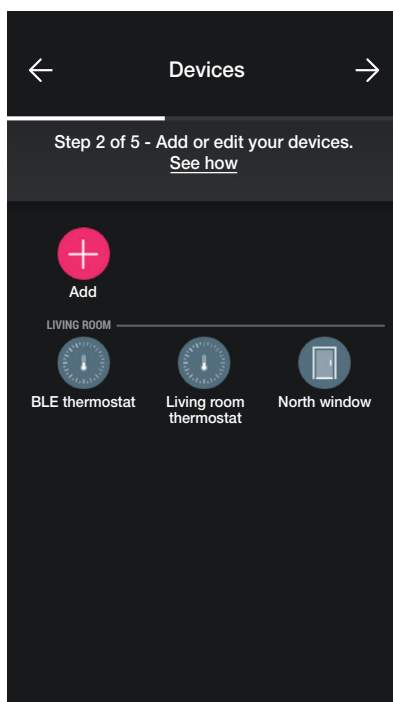 Devices
Step 2 of 5 - Add or edit your devices.
See how
Add
LIVING ROOM
BLE thermostat
Living room
thermostat
North window